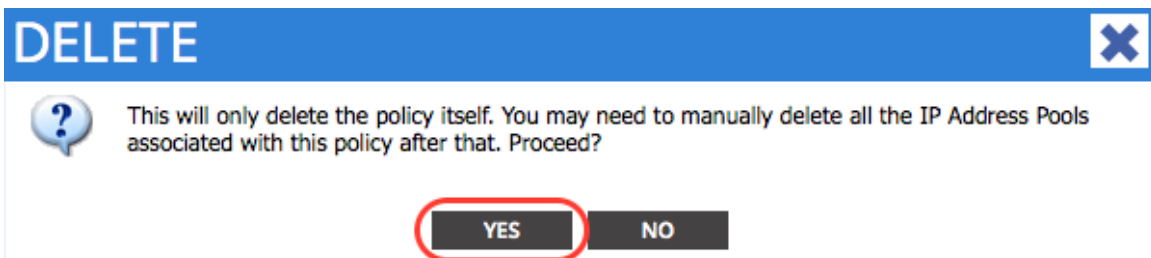 DELETE
This will only delete the policy itself. You may need to manually delete all the IP Address Pools
associated with this policy after that. Proceed?
YES NO